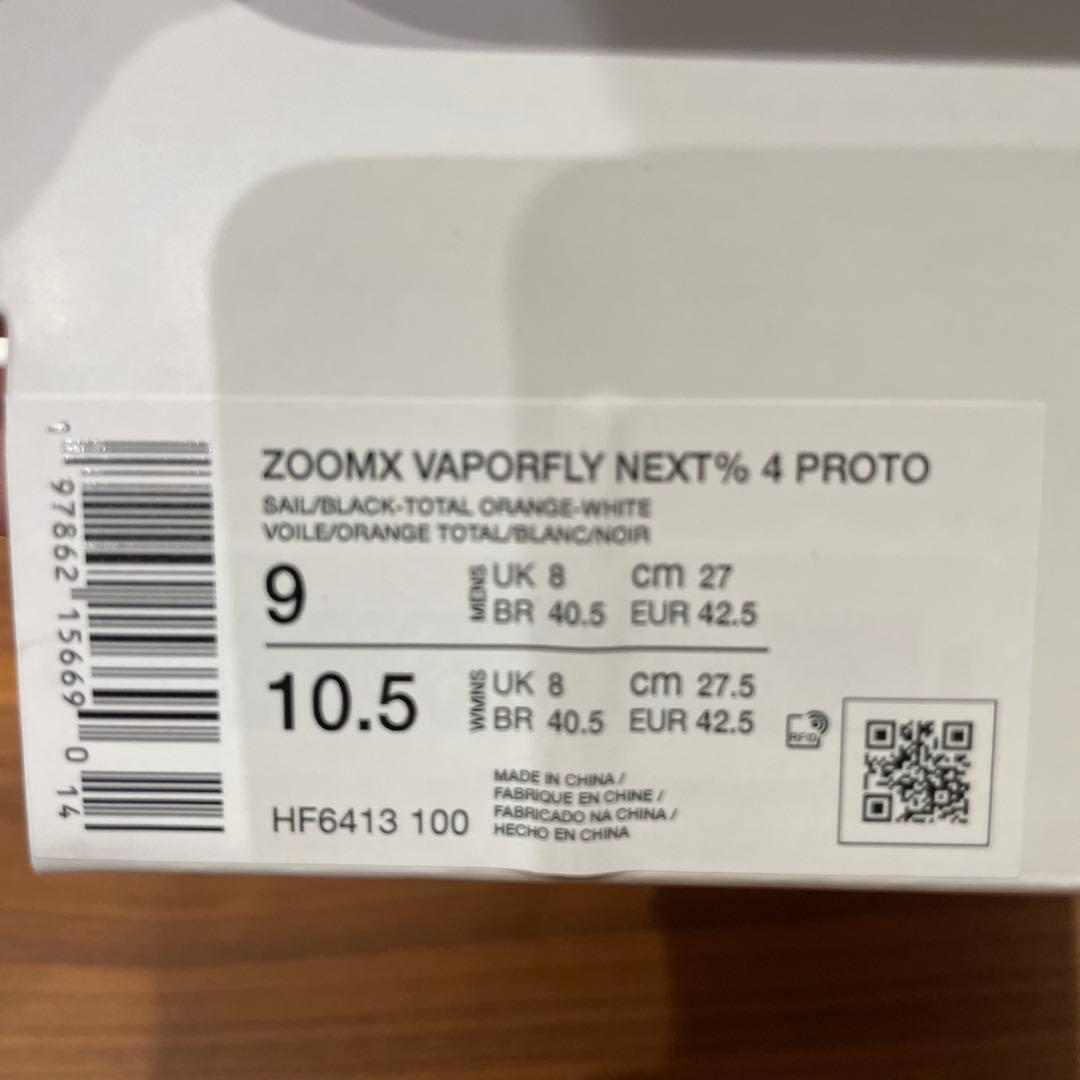 ZOOMX VAPORFLY NEXT% 4 PROTO
SAIL/BLACK-TOTAL ORANGE-WHITE
VOILE/ORANGE TOTAL/BLANC/NOIR
9 MENS UK 8 cm 27
BR 40.5 EUR 42.5
10.5 WMNS UK 8 cm 27.5
BR 40.5 EUR 42.5
RFID
HF6413 100
MADE IN CHINA /
FABRIQUE EN CHINE /
FABRICADO NA CHINA /
HECHO EN CHINA
1 97862 15669 0 14